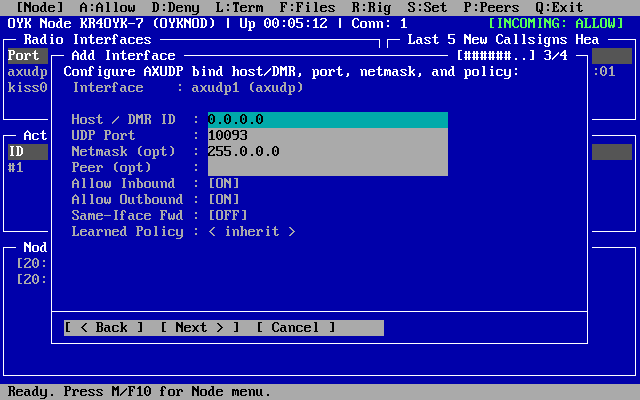 [Node]  A:Allow  D:Deny  L:Term  F:Files  R:Rig  S:Set  P:Peers  Q:Exit
OYK Node KR4OYK-7 (OYKNOD) | Up 00:05:12 | Conn: 1 [INCOMING: ALLOW]
Radio Interfaces Last 5 New Callsigns Hea
Port Add Interface [######..] 3/4
axudp Configure AXUDP bind host/DMR, port, netmask, and policy: :01
kiss0 Interface : axudp1 (axudp)
Host / DMR ID : 0.0.0.0
Act UDP Port : 10093
ID Netmask (opt) : 255.0.0.0
#1 Peer (opt) :
Allow Inbound : [ON]
Allow Outbound : [ON]
Same-Iface Fwd : [OFF]
Learned Policy : < inherit >
Nod
[20:
[20:
[ < Back ]  [ Next > ]  [ Cancel ]
Ready. Press M/F10 for Node menu.